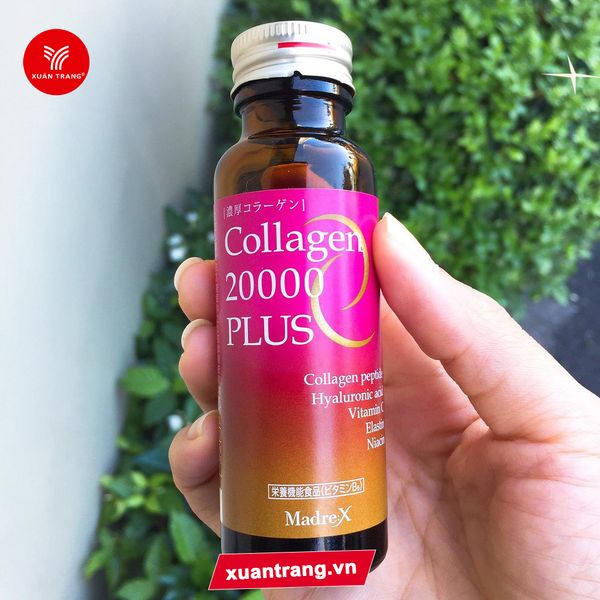 XUÂN TRANG®
[濃厚コラーゲン]
Collagen
20000
PLUS
Collagen peptide
Hyaluronic acid
Vitamin C
Elastin
Niacin
栄養機能食品(ビタミンB₆)
Madre-X
xuantrang.vn